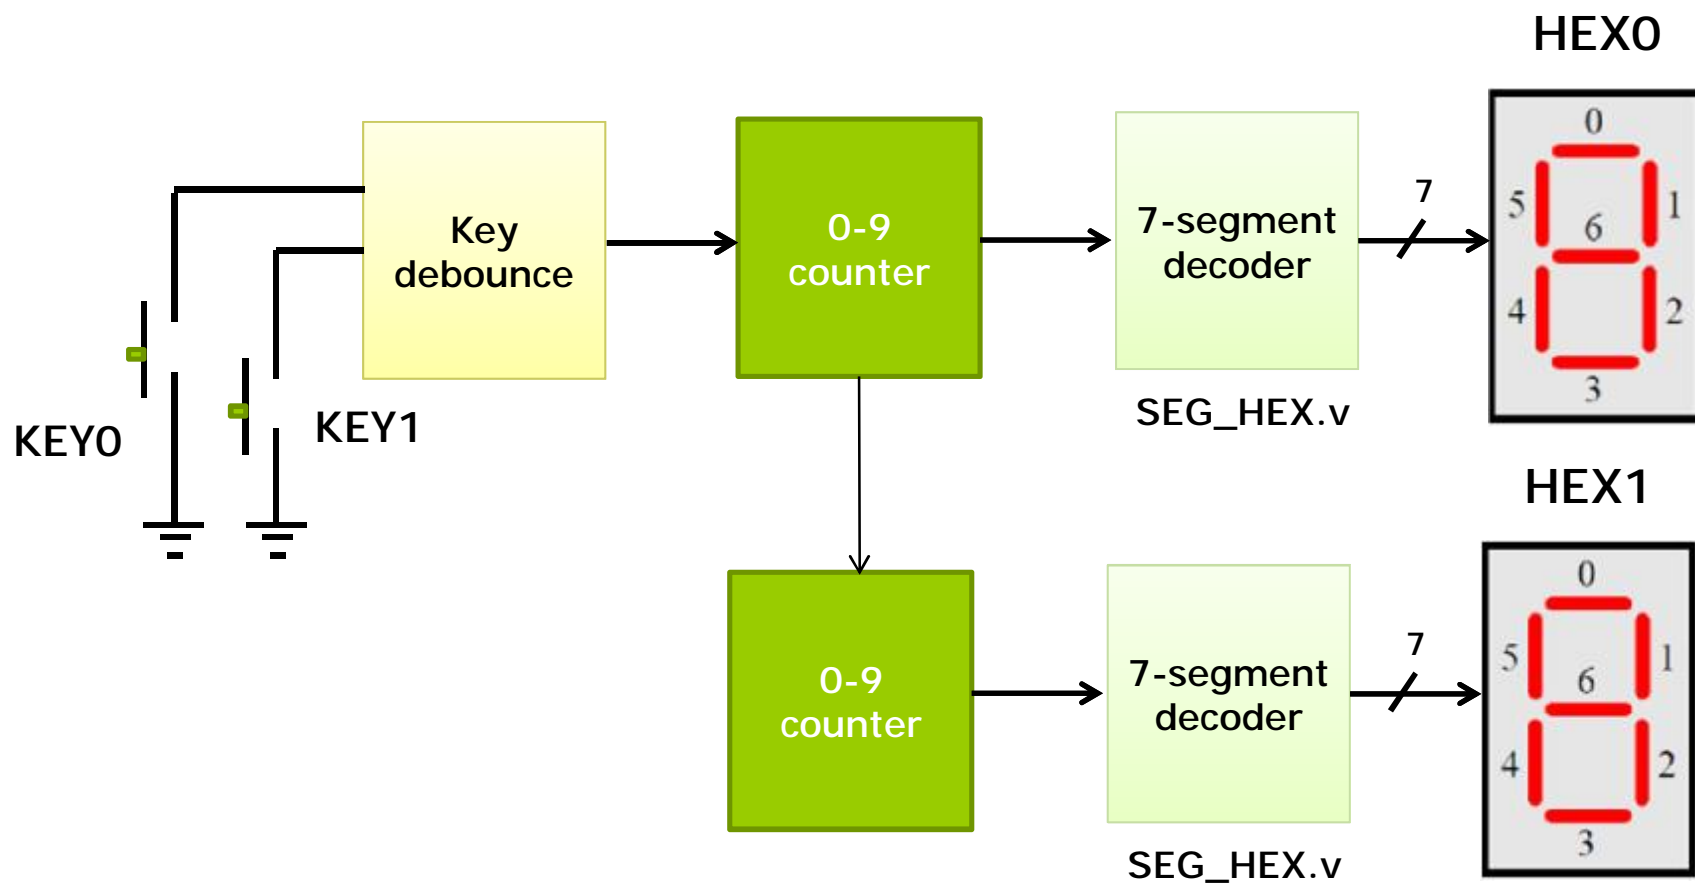 HEX0
0
5
1
6
4
2
3
7
Key
debounce
0-9
counter
7-segment
decoder
SEG_HEX.v
KEY0
KEY1
HEX1
0
5
1
6
4
2
3
7
0-9
counter
7-segment
decoder
SEG_HEX.v